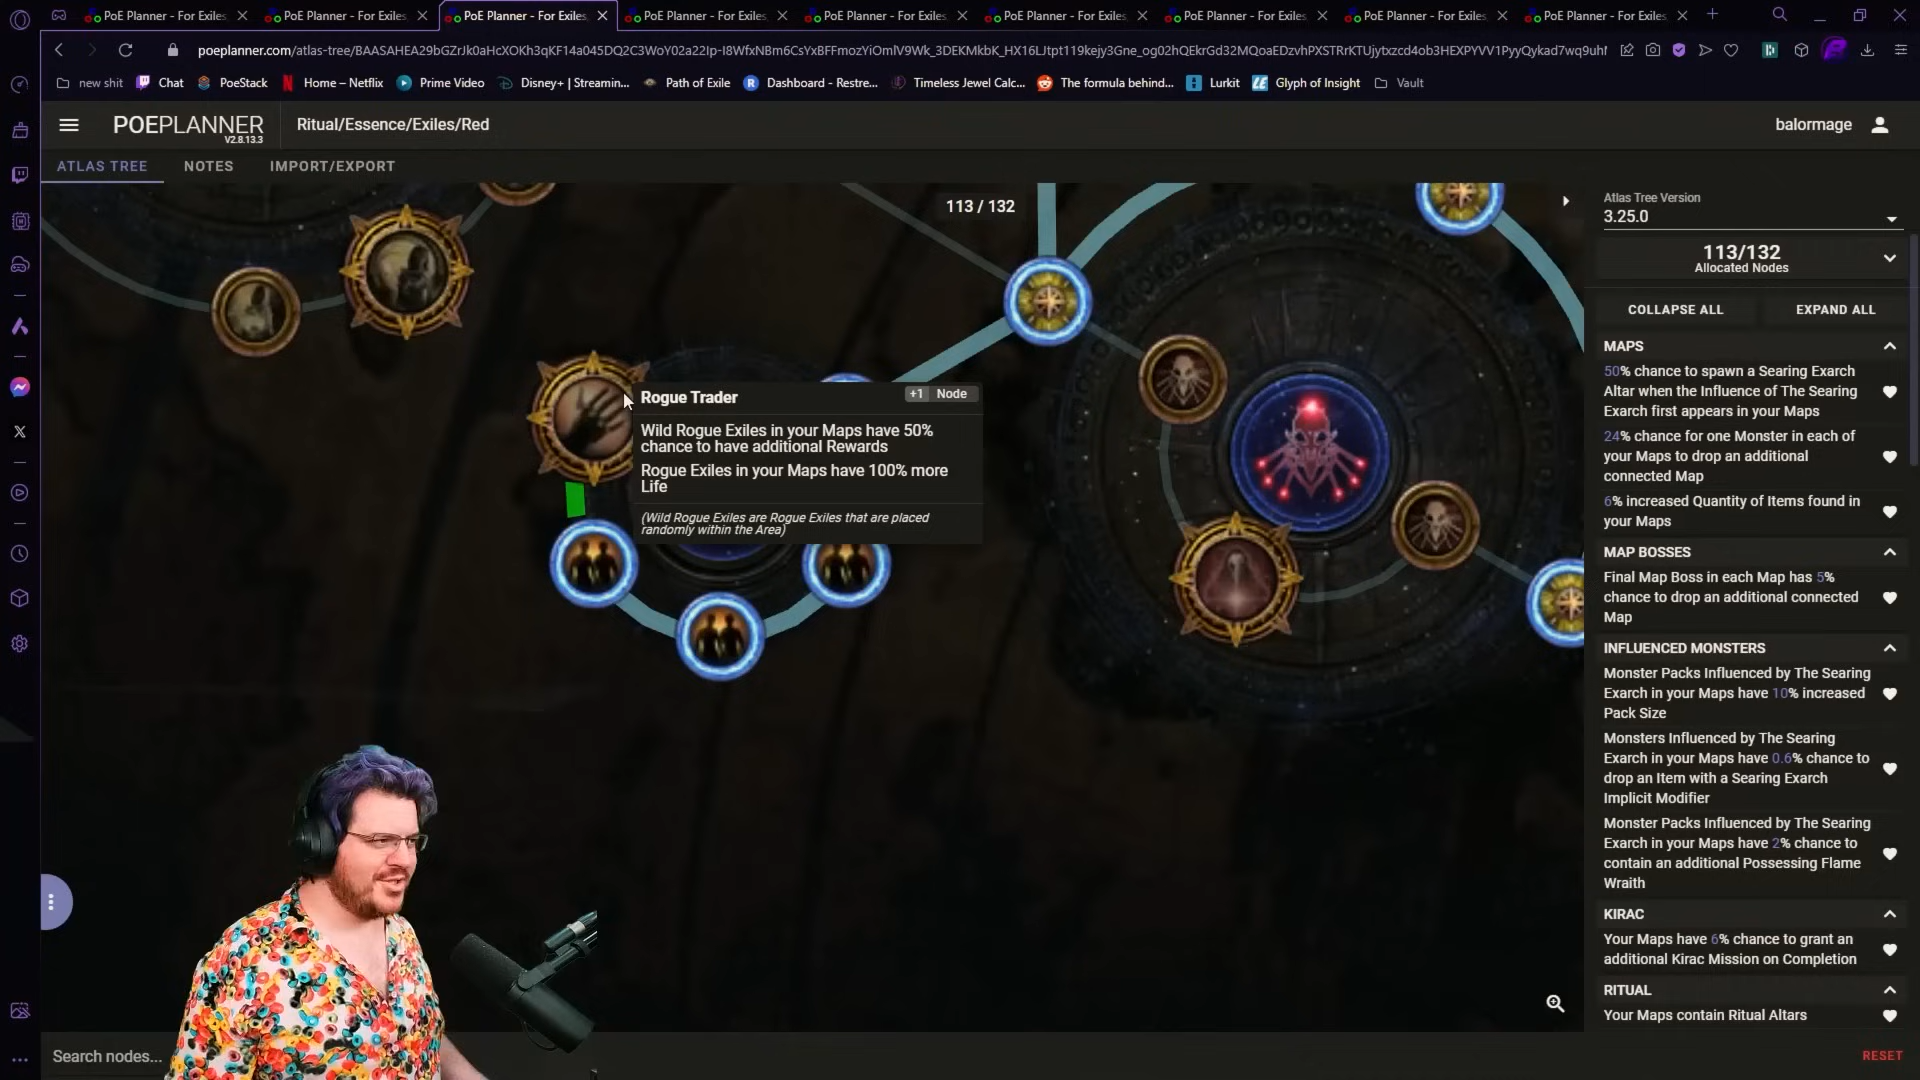 PoE Planner - For Exiles,
PoE Planner - For Exiles,
PoE Planner - For Exiles,
PoE Planner - For Exiles,
PoE Planner - For Exiles,
PoE Planner - For Exiles,
PoE Planner - For Exiles,
PoE Planner - For Exiles,
PoE Planner - For Exiles,
new shit
Chat
PoeStack
Home – Netflix
Prime Video
Disney+ | Streamin...
Path of Exile
Dashboard - Restre...
Timeless Jewel Calc...
The formula behind...
Lurkit
Glyph of Insight
Vault
POEPLANNER
V2.8.13.3
Ritual/Essence/Exiles/Red
balormage
ATLAS TREE
NOTES
IMPORT/EXPORT
113 / 132
Rogue Trader
+1 Node
Wild Rogue Exiles in your Maps have 50%
chance to have additional Rewards
Rogue Exiles in your Maps have 100% more
Life
(Wild Rogue Exiles are Rogue Exiles that are placed
randomly within the Area)
Atlas Tree Version
3.25.0
113/132
Allocated Nodes
COLLAPSE ALL
EXPAND ALL
MAPS
50% chance to spawn a Searing Exarch
Altar when the Influence of The Searing
Exarch first appears in your Maps
24% chance for one Monster in each of
your Maps to drop an additional
connected Map
6% increased Quantity of Items found in
your Maps
MAP BOSSES
Final Map Boss in each Map has 5%
chance to drop an additional connected
Map
INFLUENCED MONSTERS
Monster Packs Influenced by The Searing
Exarch in your Maps have 10% increased
Pack Size
Monsters Influenced by The Searing
Exarch in your Maps have 0.6% chance to
drop an Item with a Searing Exarch
Implicit Modifier
Monster Packs Influenced by The Searing
Exarch in your Maps have 2% chance to
contain an additional Possessing Flame
Wraith
KIRAC
Your Maps have 6% chance to grant an
additional Kirac Mission on Completion
RITUAL
Your Maps contain Ritual Altars
Search nodes...
RESET